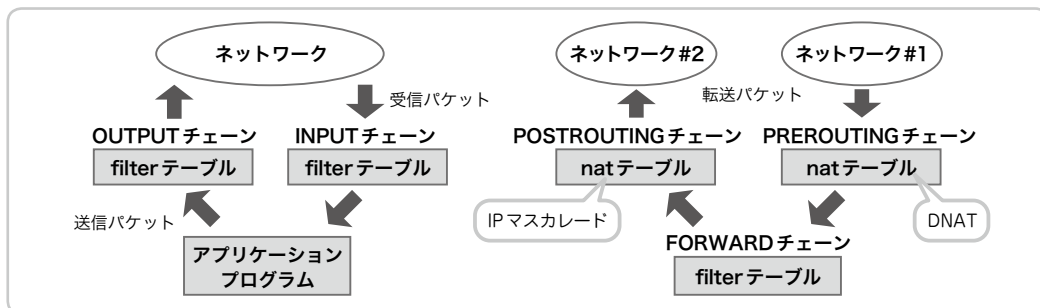 ネットワーク
受信パケット
OUTPUTチェーン
filterテーブル
INPUTチェーン
filterテーブル
送信パケット
アプリケーション
プログラム
ネットワーク#2
ネットワーク#1
転送パケット
POSTROUTINGチェーン
natテーブル
PREROUTINGチェーン
natテーブル
IPマスカレード
DNAT
FORWARDチェーン
filterテーブル